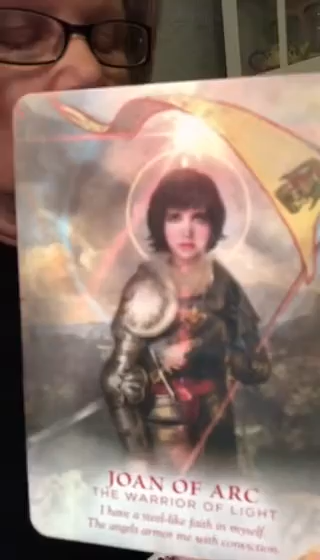 JOAN OF ARC
THE WARRIOR OF LIGHT
I have a steel-like faith in myself.
The angels armor me with conviction.